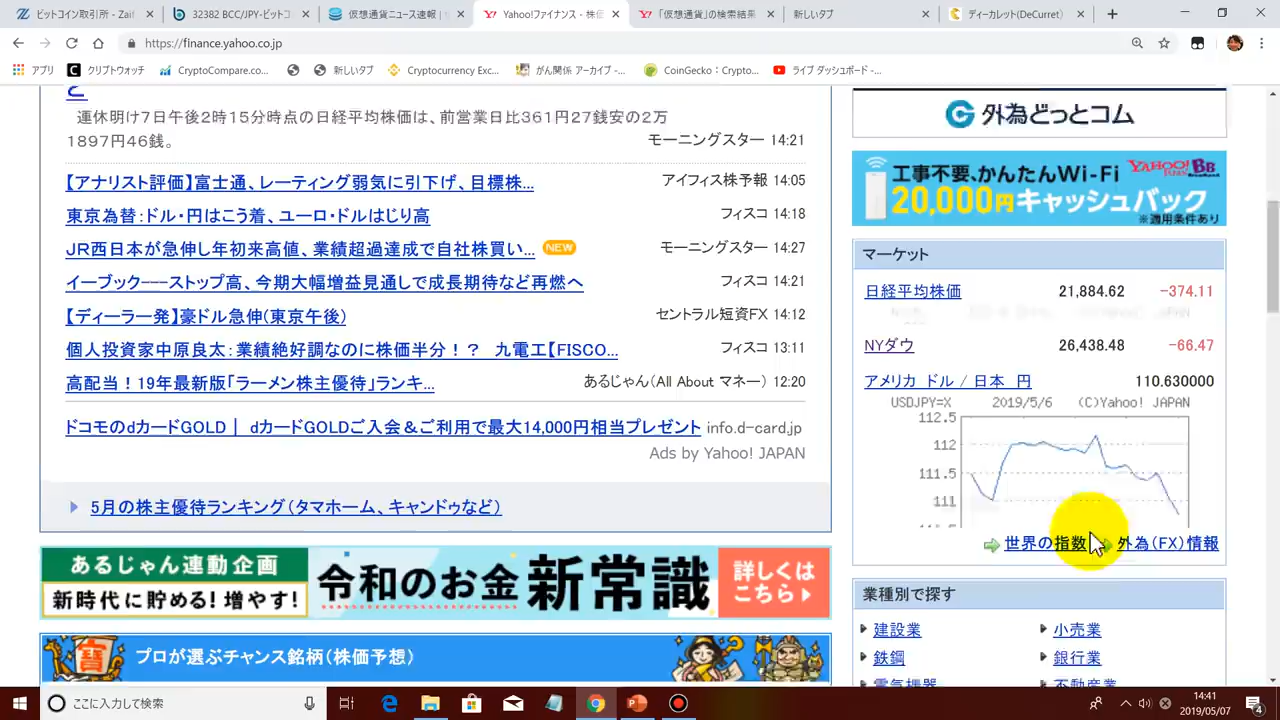 ビットコイン取引所 - Zaif
32382 BCC/JPY-ビットコ
仮想通貨ニュース速報 |
Yahoo!ファイナンス - 株価
「仮想通貨」の検索結果
新しいタブ
ディーカレット(DeCurret)
https://finance.yahoo.co.jp
アプリ
クリプトウォッチ
CryptoCompare.co...
新しいタブ
Cryptocurrency Exc...
がん関係 アーカイブ -...
CoinGecko：Crypto...
ライブ ダッシュボード -...
運休明け7日午後2時15分時点の日経平均株価は、前営業日比361円27銭安の2万
1897円46銭。
モーニングスター 14:21
【アナリスト評価】富士通、レーティング弱気に引下げ、目標株...
アイフィス株予報 14:05
東京為替：ドル・円はこう着、ユーロ・ドルはじり高
フィスコ 14:18
JR西日本が急伸し年初来高値、業績超過達成で自社株買い...
NEW
モーニングスター 14:27
イーブック---ストップ高、今期大幅増益見通しで成長期待など再燃へ
フィスコ 14:21
【ディーラー発】豪ドル急伸(東京午後)
セントラル短資FX 14:12
個人投資家中原良太：業績絶好調なのに株価半分！？ 九電工【FISCO...
フィスコ 13:11
高配当！19年最新版「ラーメン株主優待」ランキ...
あるじゃん(All About マネー) 12:20
ドコモのdカードGOLD｜ dカードGOLDご入会＆ご利用で最大14,000円相当プレゼント info.d-card.jp
Ads by Yahoo! JAPAN
5月の株主優待ランキング(タマホーム、キャンドゥなど)
あるじゃん連動企画
新時代に貯める！増やす！
令和のお金新常識
詳しくは
こちら
プロが選ぶチャンス銘柄(株価予想)
外為どっとコム
工事不要、かんたんWi-Fi
YAHOO! BB
JAPAN
20,000円キャッシュバック
※適用条件あり
マーケット
日経平均株価 21,884.62 -374.11
NYダウ 26,438.48 -66.47
アメリカ ドル / 日本 円 110.630000
USDJPY=X 2019/5/6 (C)Yahoo! JAPAN
112.5
112
111.5
111
世界の指数
外為(FX)情報
業種別で探す
建設業
小売業
鉄鋼
銀行業
電気機器
不動産業
ここに入力して検索
14:41
2019/05/07
4